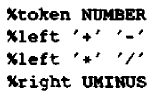 %token NUMBER
%left '+' '-'
%left '*' '/'
%right UMINUS